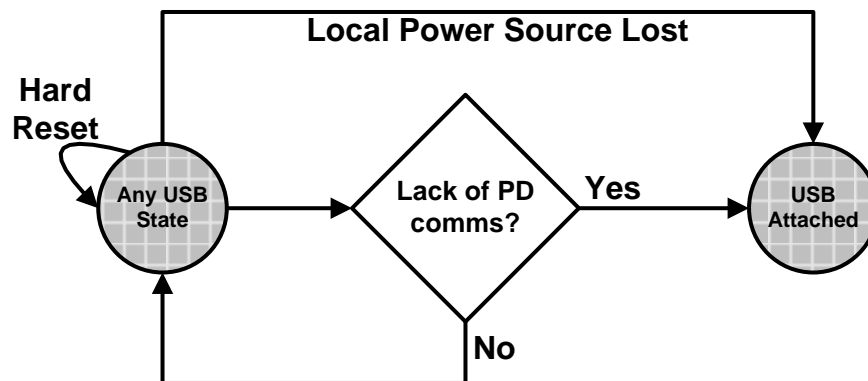 Local Power Source Lost
Hard
Reset
Any USB
State
Lack of PD
comms?
Yes
USB
Attached
No